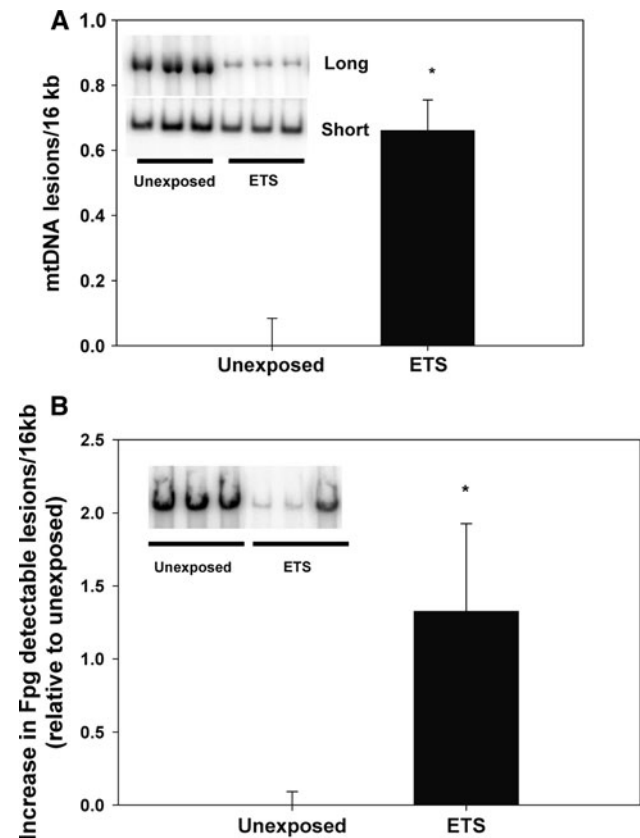 A
mtDNA lesions/16 kb
1.0
0.8
0.6
0.4
0.2
0.0
Long
Short
Unexposed ETS
*
Unexposed ETS
B
Increase in Fpg detectable lesions/16kb
(relative to unexposed)
2.5
2.0
1.5
1.0
0.5
0.0
Unexposed ETS
*
Unexposed ETS